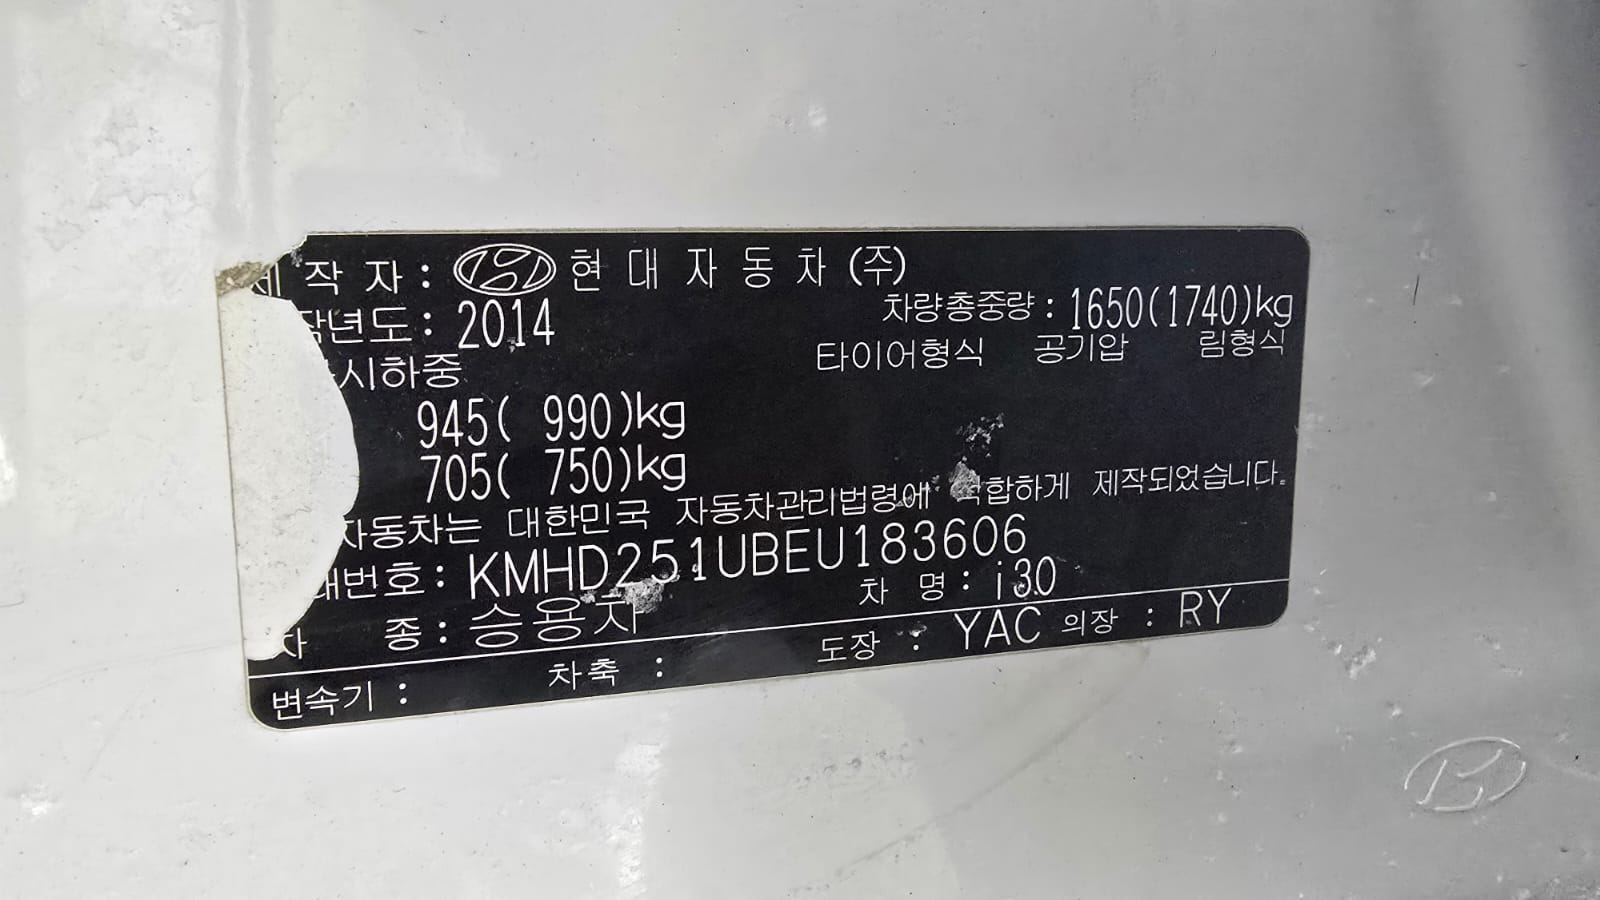 작 자 : HYUNDAI 현 대 자 동 차 (주)
년도 : 2014
차량총중량 : 1650(1740)kg
시하중
타이어형식 공기압 림형식
945( 990)kg
705( 750)kg
자동차는 대한민국 자동차관리법령에 합하게 제작되었습니다.
번호 : KMHD251UBEU183606
종 : 승용차 차 명 : i30
변속기 : 차축 : 도장 : YAC 의장 : RY